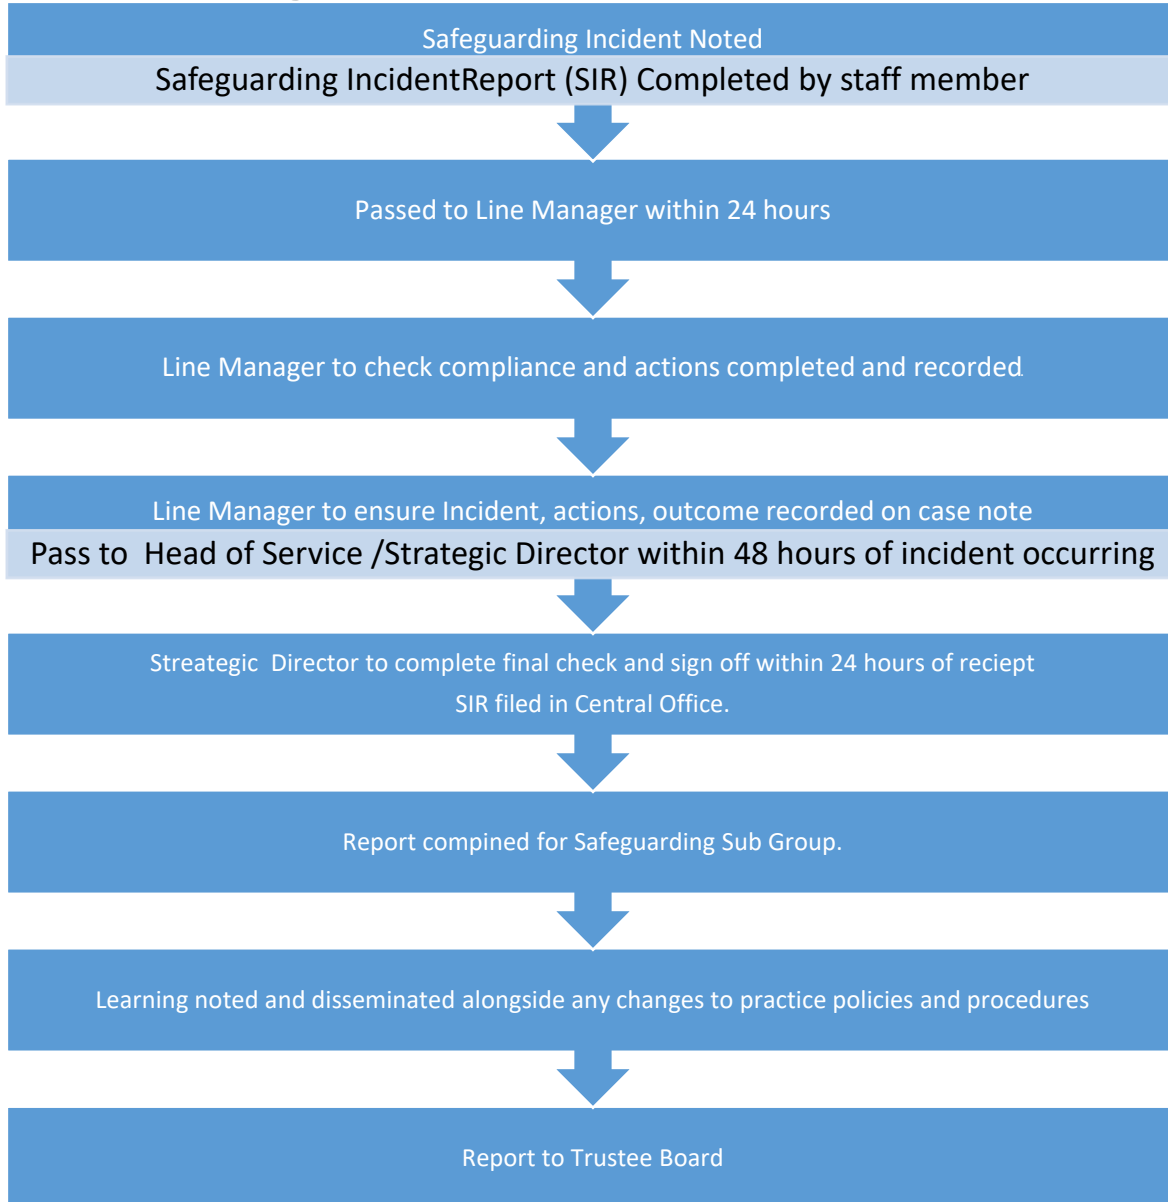 Safeguarding Incident Noted
Safeguarding IncidentReport (SIR) Completed by staff member
Passed to Line Manager within 24 hours
Line Manager to check compliance and actions completed and recorded
Line Manager to ensure Incident, actions, outcome recorded on case note
Pass to Head of Service /Strategic Director within 48 hours of incident occurring
Streategic Director to complete final check and sign off within 24 hours of reciept
SIR filed in Central Office.
Report compined for Safeguarding Sub Group.
Learning noted and disseminated alongside any changes to practice policies and procedures
Report to Trustee Board